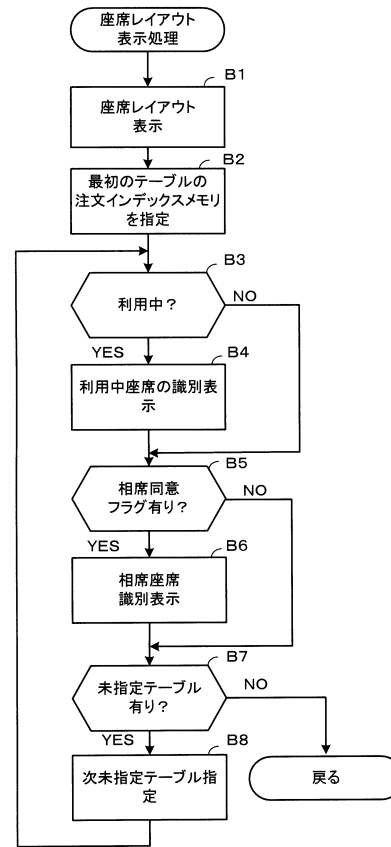 座席レイアウト
表示処理
B1
座席レイアウト
表示
B2
最初のテーブルの
注文インデックスメモリ
を指定
B3
利用中？
NO
YES
B4
利用中座席の識別表
示
B5
相席同意
フラグ有り？
NO
YES
B6
相席座席
識別表示
B7
未指定テーブル
有り？
NO
YES
B8
次未指定テーブル指
定
戻る